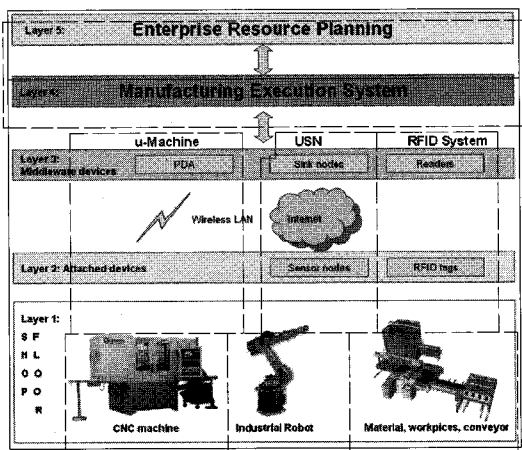 Layer 5:
Enterprise Resource Planning
Layer 4:
Manufacturing Execution System
u-Machine
USN
RFID System
Layer 3:
Middleware devices
PDA
Sink nodes
Readers
Wireless LAN
Internet
Layer 2: Attached devices
Sensor nodes
RFID tags
Layer 1:
S F
H L
O O
P O
R
CNC machine
Industrial Robot
Material, workpices, conveyor